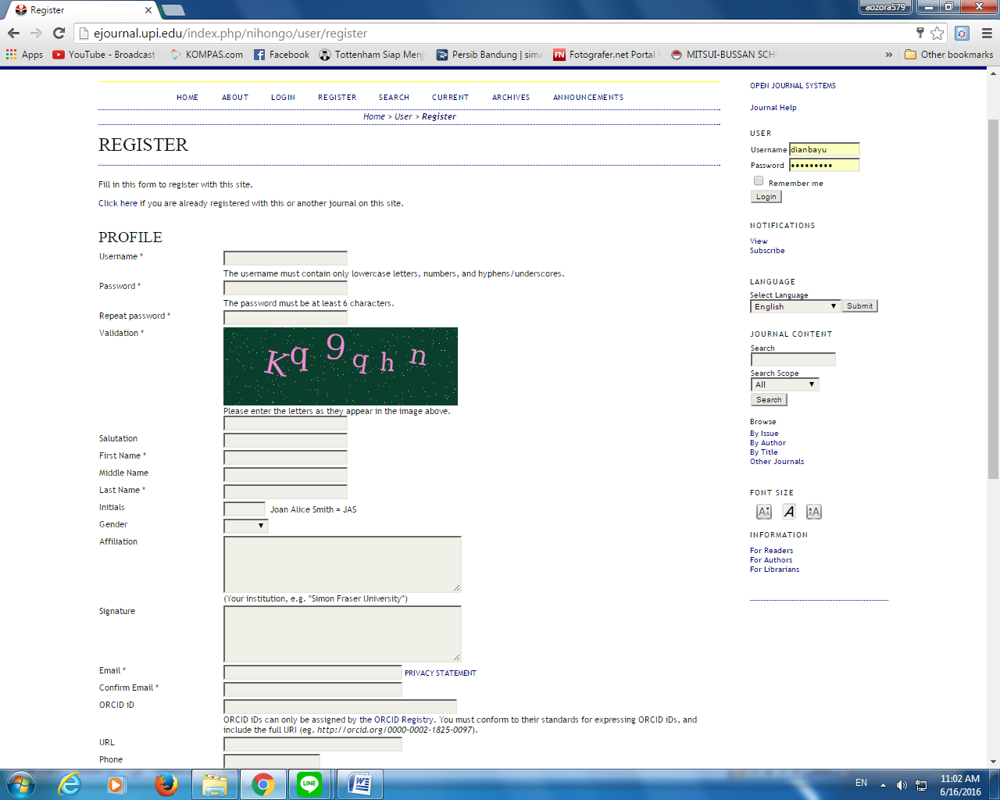 Register
aozora579
ejournal.upi.edu/index.php/nihongo/user/register
Apps YouTube - Broadcast KOMPAS.com Facebook Tottenham Siap Menj Persib Bandung | sima Fotografer.net Portal MITSUI-BUSSAN SCH » Other bookmarks
HOME ABOUT LOGIN REGISTER SEARCH CURRENT ARCHIVES ANNOUNCEMENTS
Home > User > Register
REGISTER
Fill in this form to register with this site.
Click here if you are already registered with this or another journal on this site.
PROFILE
Username *
The username must contain only lowercase letters, numbers, and hyphens/underscores.
Password *
The password must be at least 6 characters.
Repeat password *
Validation *
Kq9qhn
Please enter the letters as they appear in the image above.
Salutation
First Name *
Middle Name
Last Name *
Initials Joan Alice Smith = JAS
Gender
Affiliation
(Your institution, e.g. "Simon Fraser University")
Signature
Email * PRIVACY STATEMENT
Confirm Email *
ORCID iD
ORCID iDs can only be assigned by the ORCID Registry. You must conform to their standards for expressing ORCID iDs, and
include the full URI (eg. http://orcid.org/0000-0002-1825-0097).
URL
Phone
OPEN JOURNAL SYSTEMS
Journal Help
USER
Username dianbayu
Password •••••••••
Remember me
Login
NOTIFICATIONS
View
Subscribe
LANGUAGE
Select Language
English Submit
JOURNAL CONTENT
Search
Search Scope
All
Search
Browse
By Issue
By Author
By Title
Other Journals
FONT SIZE
INFORMATION
For Readers
For Authors
For Librarians
EN
11:02 AM
6/16/2016